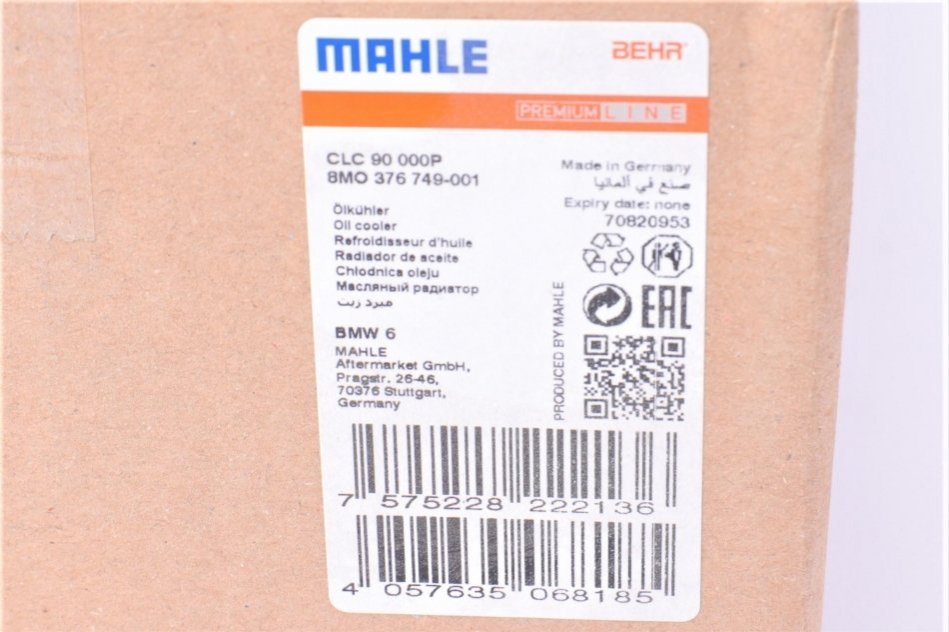 MAHLE
BEHR®
PREMIUM LINE
CLC 90 000P
8MO 376 749-001
Ölkühler
Oil cooler
Refroidisseur d'huile
Radiador de aceite
Chłodnica oleju
Масляный радиатор
مبرد زيت
BMW 6
MAHLE
Aftermarket GmbH,
Pragstr. 26-46,
70376 Stuttgart,
Germany
Made in Germany
صنع في ألمانيا
Expiry date: none
70820953
EAC
PRODUCED BY MAHLE
7 575228 222136
4 057635 068185